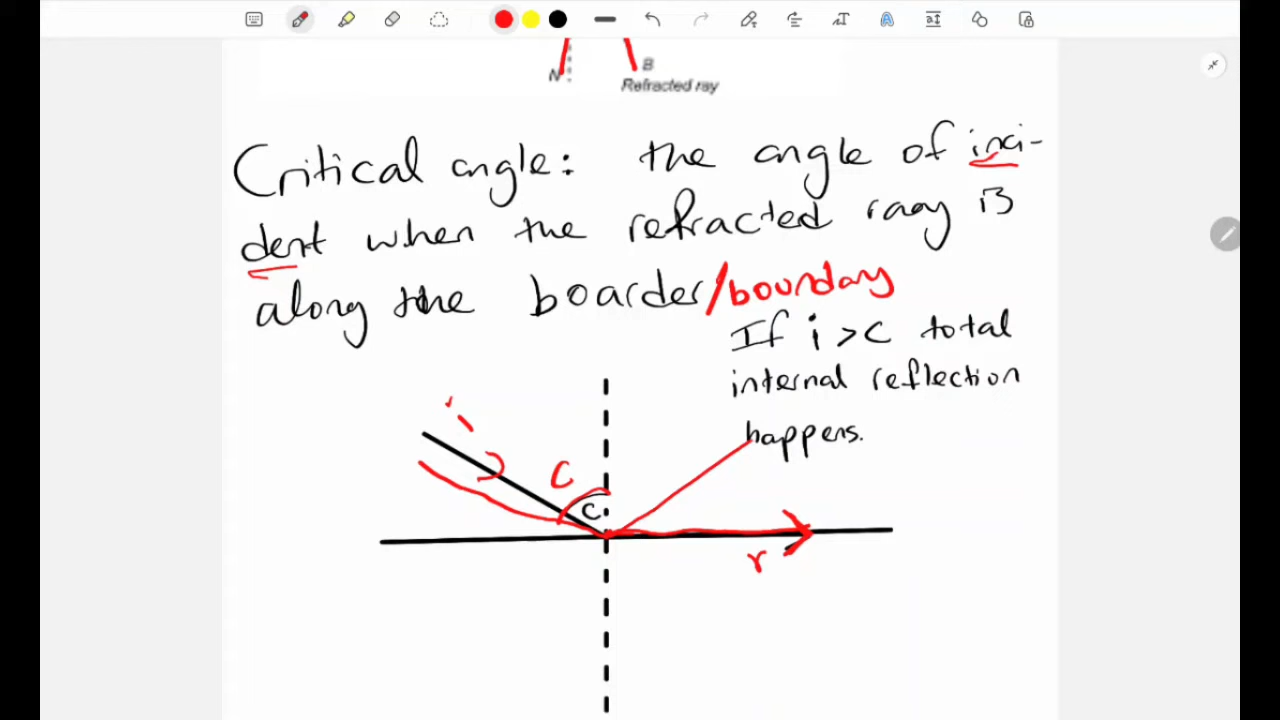 N B
Refracted ray
Critical angle: the angle of inci-
dent when the refracted raay is
along the boarder/boundary
If i > c total
internal reflection
happens.
i
C
c
r